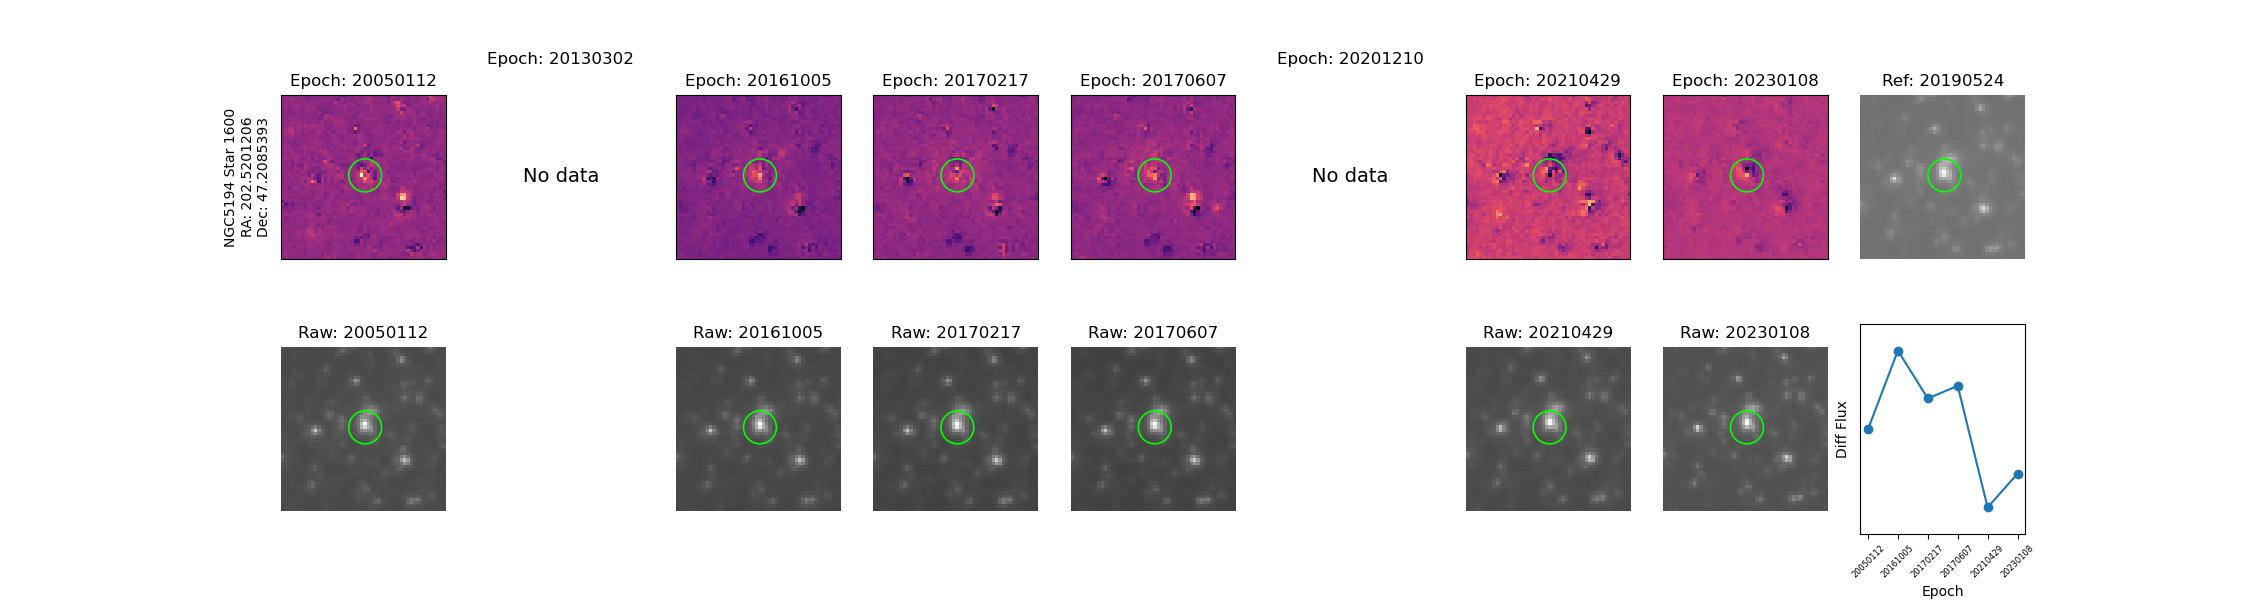 Epoch: 20130302
Epoch: 20201210
Epoch: 20050112
Epoch: 20161005
Epoch: 20170217
Epoch: 20170607
Epoch: 20210429
Epoch: 20230108
Ref: 20190524
NGC5194 Star 1600
RA: 202.5201206
Dec: 47.2085393
No data
No data
Raw: 20050112
Raw: 20161005
Raw: 20170217
Raw: 20170607
Raw: 20210429
Raw: 20230108
Diff Flux
20050112
20161005
20170217
20170607
20210429
20230108
Epoch